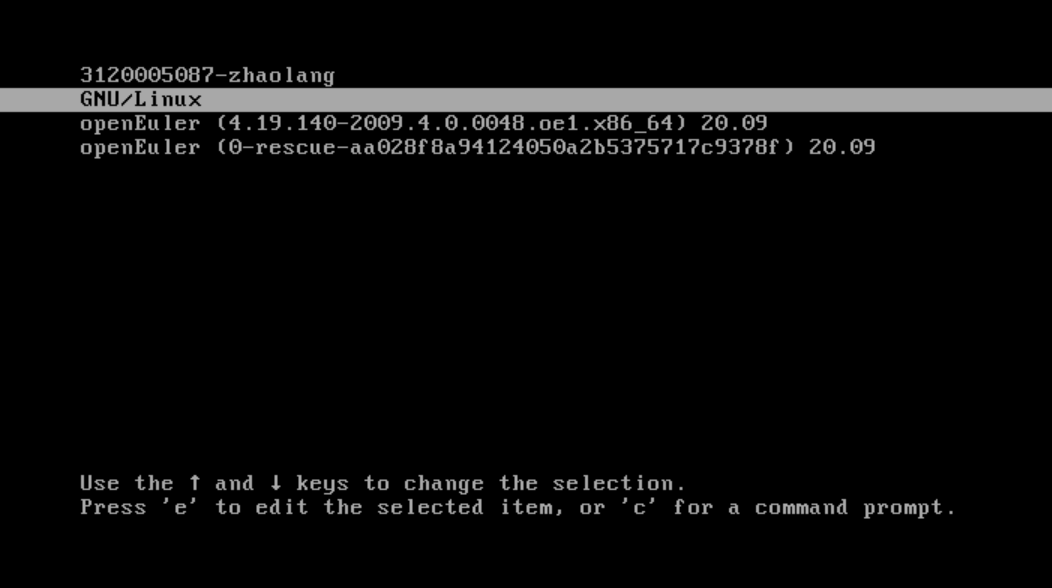 3120005087-zhaolang
GNU/Linux
openEuler (4.19.140-2009.4.0.0048.oe1.x86_64) 20.09
openEuler (0-rescue-aa028f8a94124050a2b5375717c9378f) 20.09
Use the ↑ and ↓ keys to change the selection.
Press 'e' to edit the selected item, or 'c' for a command prompt.